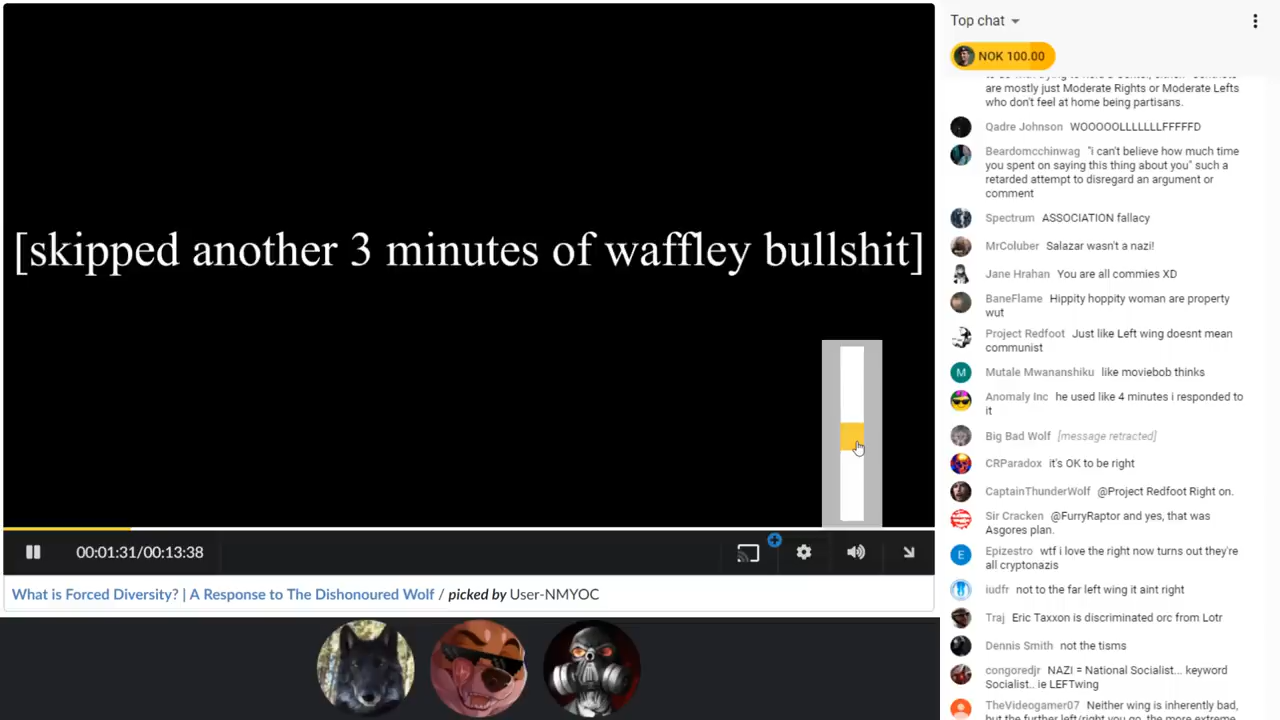 [skipped another 3 minutes of waffley bullshit]
00:01:31/00:13:38
What is Forced Diversity? | A Response to The Dishonoured Wolf / picked by User-NMYOC
Top chat
NOK 100.00
are mostly just Moderate Rights or Moderate Lefts
who don't feel at home being partisans.
Qadre Johnson WOOOOOLLLLLLLFFFFFD
Beardomcchinwag "i can't believe how much time
you spent on saying this thing about you" such a
retarded attempt to disregard an argument or
comment
Spectrum ASSOCIATION fallacy
MrColuber Salazar wasn't a nazi!
Jane Hrahan You are all commies XD
BaneFlame Hippity hoppity woman are property
wut
Project Redfoot Just like Left wing doesnt mean
communist
M
Mutale Mwananshiku like moviebob thinks
Anomaly Inc he used like 4 minutes i responded to
it
Big Bad Wolf [message retracted]
CRParadox it's OK to be right
CaptainThunderWolf @Project Redfoot Right on.
Sir Cracken @FurryRaptor and yes, that was
Asgores plan.
E
Epizestro wtf i love the right now turns out they're
all cryptonazis
iudfr not to the far left wing it aint right
Traj Eric Taxxon is discriminated orc from Lotr
Dennis Smith not the tisms
congoredjr NAZI = National Socialist... keyword
Socialist.. ie LEFTwing
TheVideogamer07 Neither wing is inherently bad,
but the further left/right you go, the more extreme